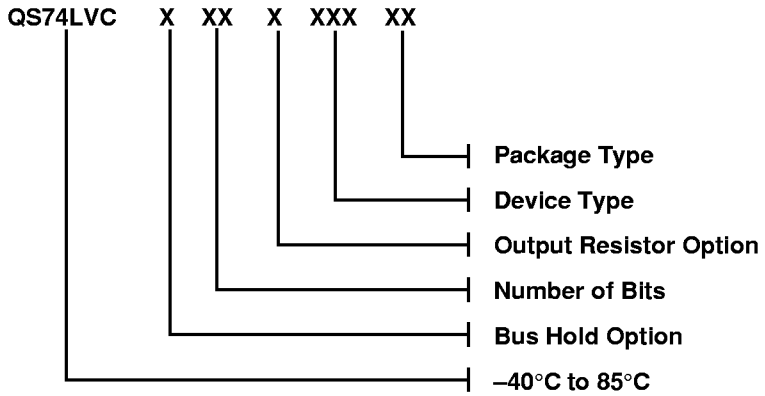 QS74LVC X XX X XXX XX
Package Type
Device Type
Output Resistor Option
Number of Bits
Bus Hold Option
–40°C to 85°C